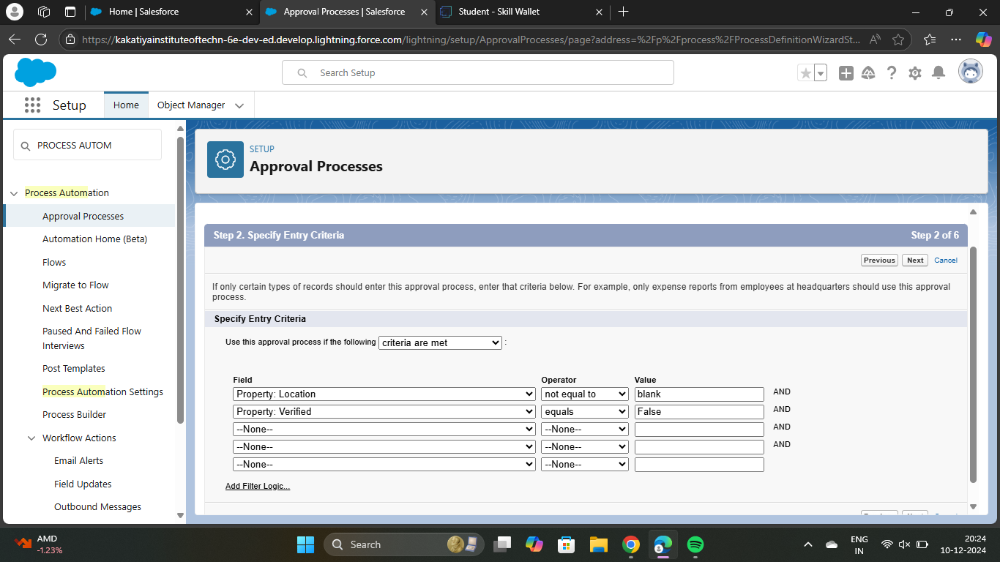 Home | Salesforce
Approval Processes | Salesforce
Student - Skill Wallet
https://kakatiyainstituteoftechn-6e-dev-ed.develop.lightning.force.com/lightning/setup/ApprovalProcesses/page?address=%2Fp%2Fprocess%2FProcessDefinitionWizardSt...
Search Setup
Setup
Home
Object Manager
PROCESS AUTOM
Process Automation
Approval Processes
Automation Home (Beta)
Flows
Migrate to Flow
Next Best Action
Paused And Failed Flow
Interviews
Post Templates
Process Automation Settings
Process Builder
Workflow Actions
Email Alerts
Field Updates
Outbound Messages
SETUP
Approval Processes
Step 2. Specify Entry Criteria Step 2 of 6
Previous Next Cancel
If only certain types of records should enter this approval process, enter that criteria below. For example, only expense reports from employees at headquarters should use this approval
process.
Specify Entry Criteria
Use this approval process if the following criteria are met :
Field Operator Value
Property: Location not equal to blank AND
Property: Verified equals False AND
--None-- --None-- AND
--None-- --None-- AND
--None-- --None--
Add Filter Logic...
AMD
-1.23%
Search
ENG
IN
20:24
10-12-2024